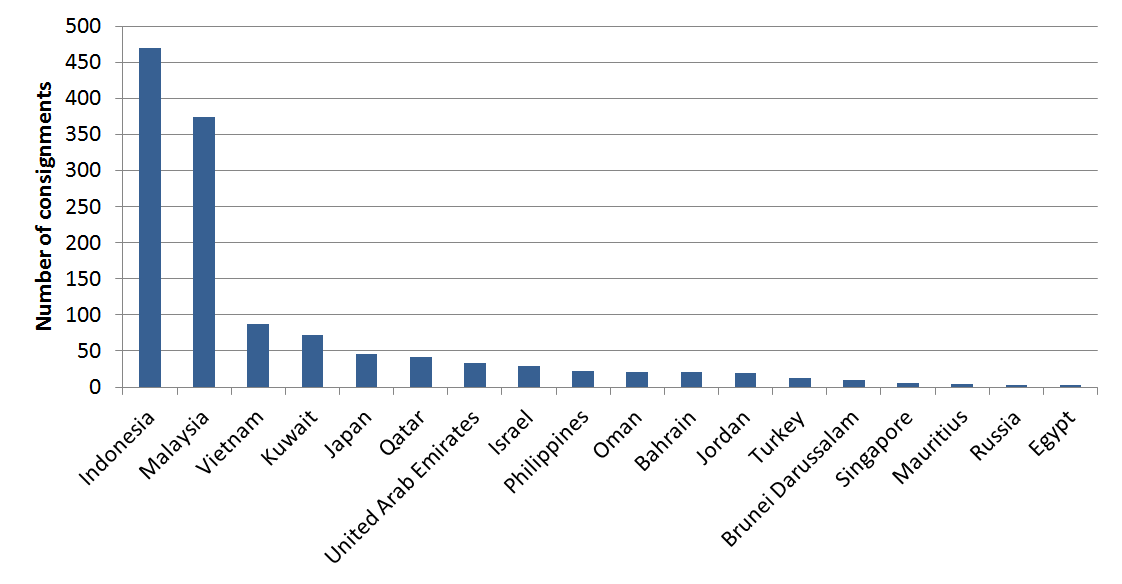 Number of consignments
500
450
400
350
300
250
200
150
100
50
0
Indonesia
Malaysia
Vietnam
Kuwait
Japan
Qatar
United Arab Emirates
Israel
Philippines
Oman
Bahrain
Jordan
Turkey
Brunei Darussalam
Singapore
Mauritius
Russia
Egypt